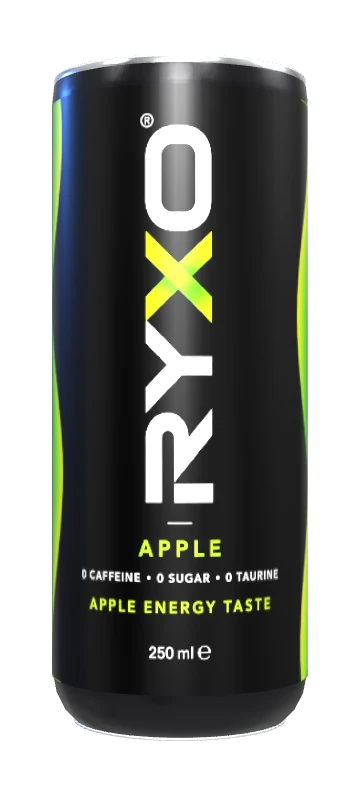 RYXO®
APPLE
0 CAFFEINE • 0 SUGAR • 0 TAURINE
APPLE ENERGY TASTE
250 ml ℮